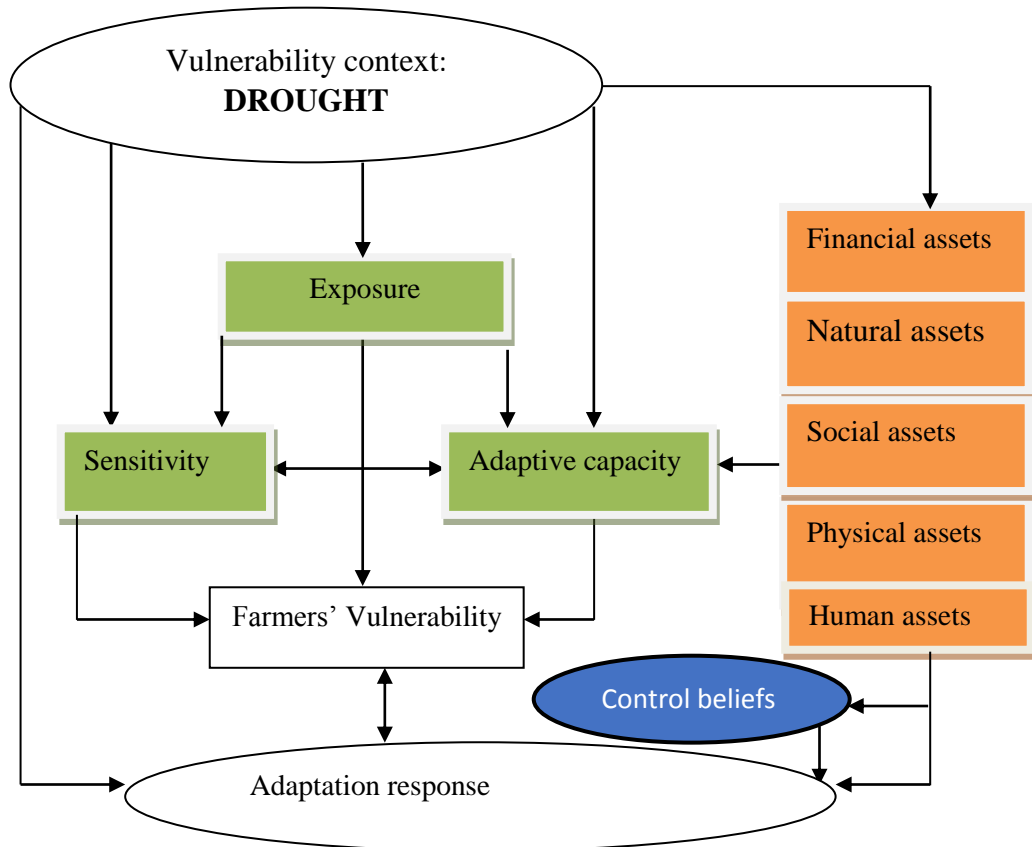 Vulnerability context:
DROUGHT
Financial assets
Exposure
Natural assets
Sensitivity
Adaptive capacity
Social assets
Physical assets
Farmers’ Vulnerability
Human assets
Control beliefs
Adaptation response